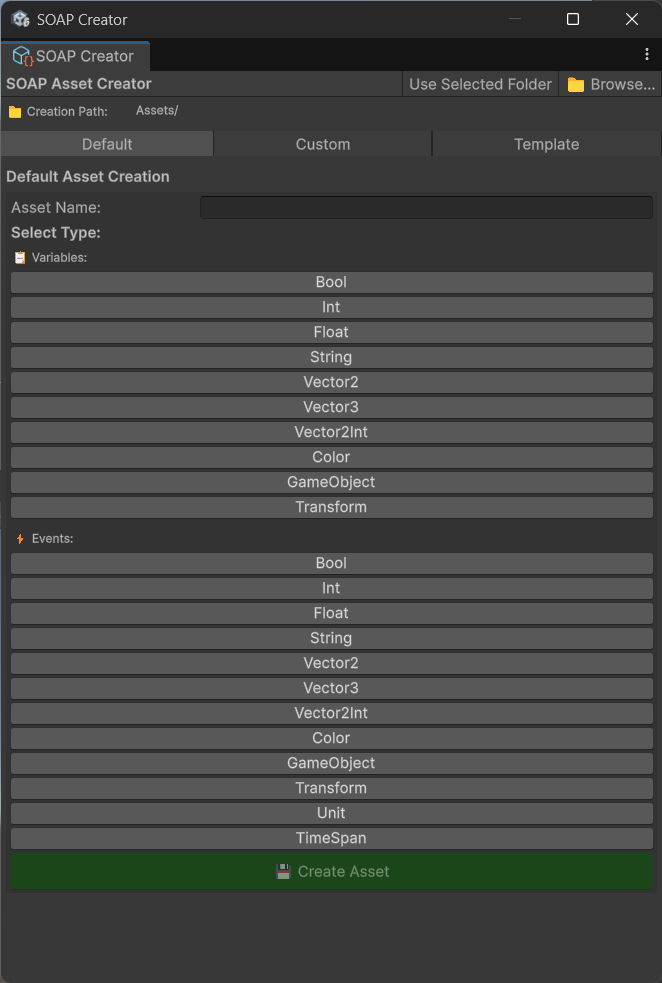 SOAP Creator
SOAP Creator
SOAP Asset Creator Use Selected Folder Browse...
Creation Path: Assets/
Default Custom Template
Default Asset Creation
Asset Name:
Select Type:
Variables:
Bool
Int
Float
String
Vector2
Vector3
Vector2Int
Color
GameObject
Transform
Events:
Bool
Int
Float
String
Vector2
Vector3
Vector2Int
Color
GameObject
Transform
Unit
TimeSpan
Create Asset